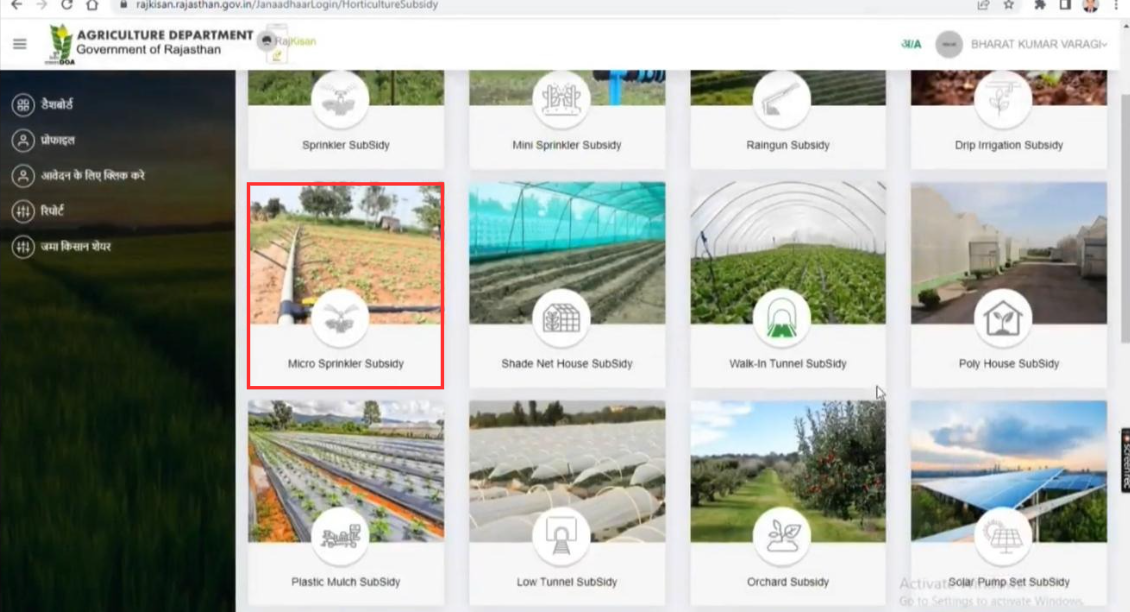 rajkisan.rajasthan.gov.in/JanaadhaarLogin/HorticultureSubsidy
AGRICULTURE DEPARTMENT
Government of Rajasthan
DOA
RajKisan
अ/A
BHARAT KUMAR VARAGI
डैशबोर्ड
प्रोफाइल
आवेदन के लिए क्लिक करे
रिपोर्ट
जमा किसान शेयर
Sprinkler SubSidy
Mini Sprinkler Subsidy
Raingun Subsidy
Drip Irrigation Subsidy
Micro Sprinkler Subsidy
Shade Net House SubSidy
Walk-In Tunnel SubSidy
Poly House SubSidy
Plastic Mulch SubSidy
Low Tunnel SubSidy
Orchard Subsidy
Solar Pump Set SubSidy
Activate Windows
Go to Settings to activate Windows.
Screencastify